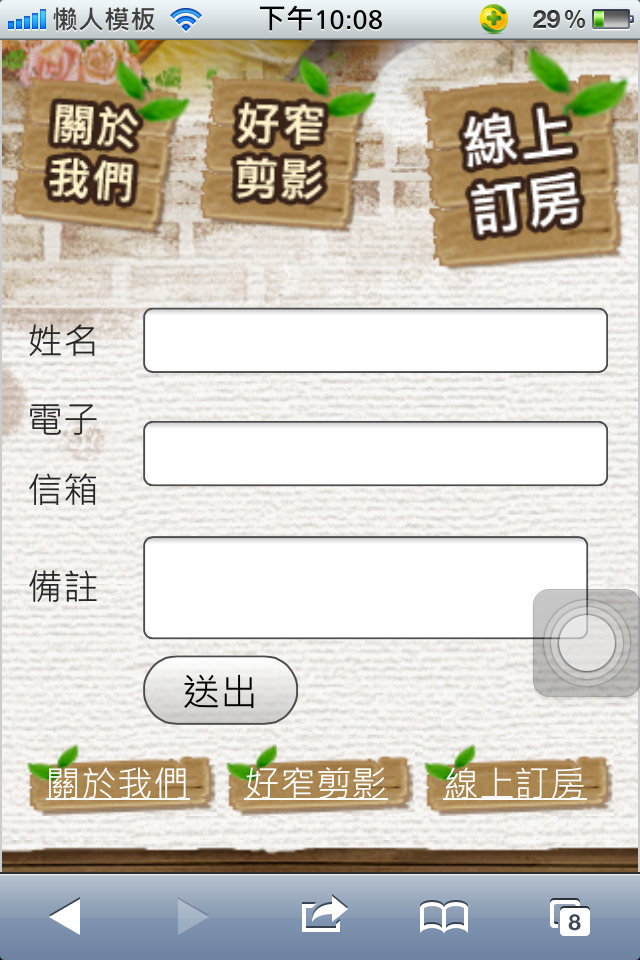 懒人模板 下午10:08 29%
關於
我們
好窄
剪影
線上
訂房
姓名
電子
信箱
備註
送出
關於我們 好窄剪影 線上訂房
8